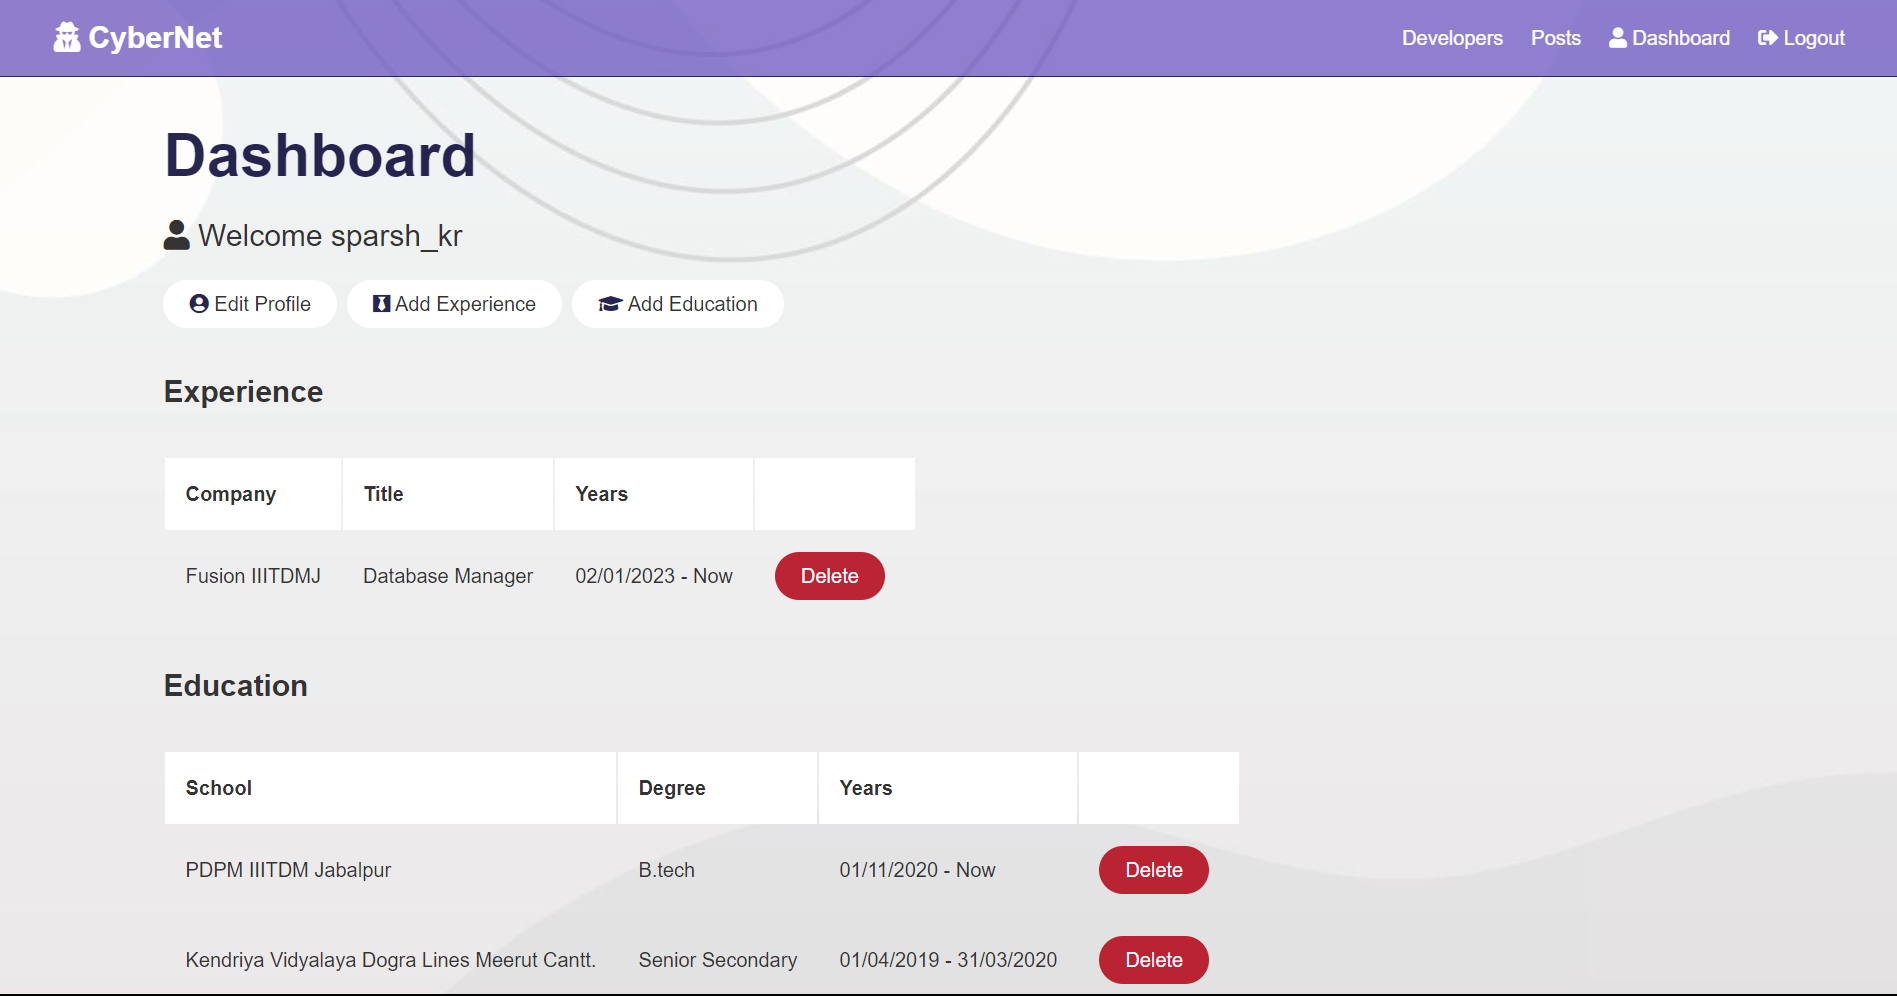 CyberNet
Developers Posts Dashboard Logout
Dashboard
Welcome sparsh_kr
Edit Profile Add Experience Add Education
Experience
Company Title Years
Fusion IIITDMJ Database Manager 02/01/2023 - Now Delete
Education
School Degree Years
PDPM IIITDM Jabalpur B.tech 01/11/2020 - Now Delete
Kendriya Vidyalaya Dogra Lines Meerut Cantt. Senior Secondary 01/04/2019 - 31/03/2020 Delete